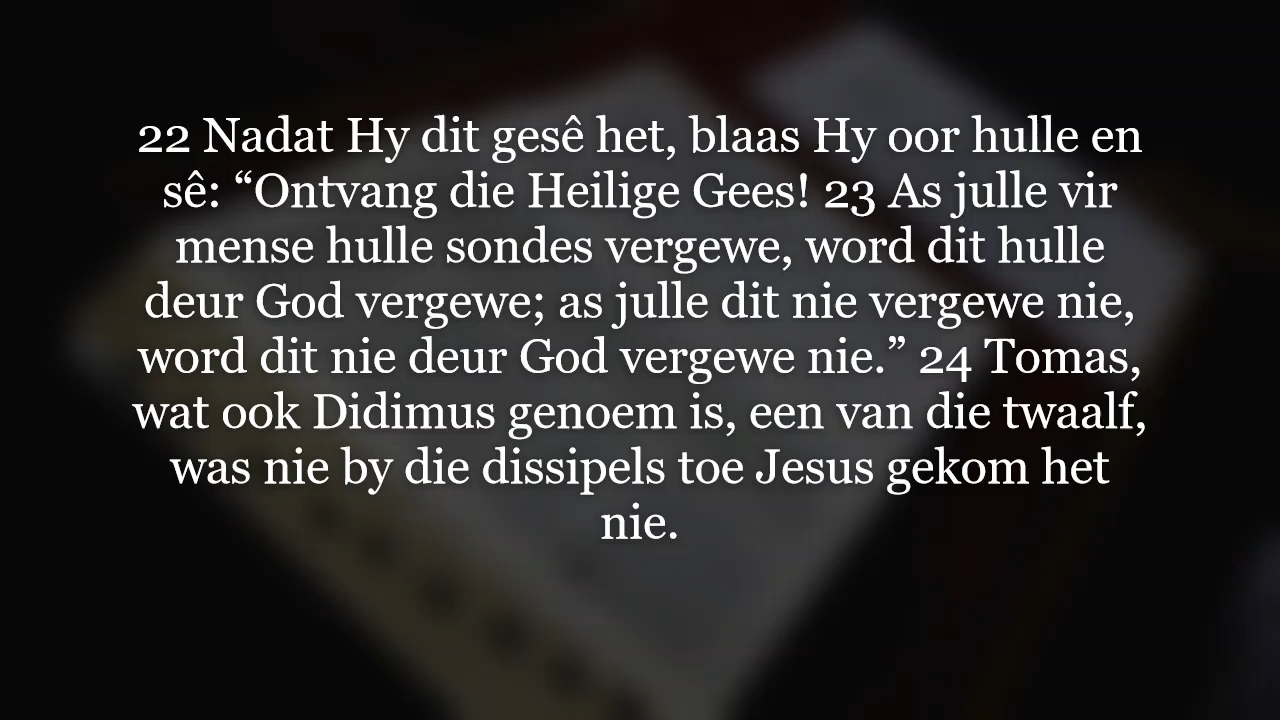 22 Nadat Hy dit gesê het, blaas Hy oor hulle en
sê: “Ontvang die Heilige Gees! 23 As julle vir
mense hulle sondes vergewe, word dit hulle
deur God vergewe; as julle dit nie vergewe nie,
word dit nie deur God vergewe nie.” 24 Tomas,
wat ook Didimus genoem is, een van die twaalf,
was nie by die dissipels toe Jesus gekom het
nie.